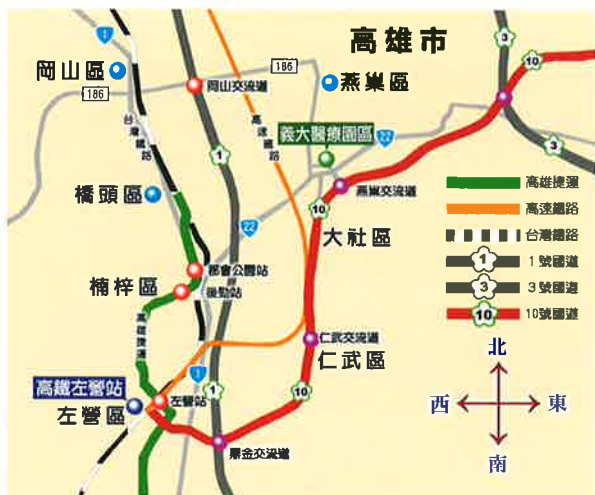 高雄市
1
3
10
岡山區
186
186
岡山交流道
燕巢區
台灣鐵路
高速鐵路
1
義大醫療園區
22
3
高雄捷運
橋頭區
燕巢交流道
高速鐵路
10
大社區
台灣鐵路
22
1
1號國道
都會公園站
3
3號國道
楠梓區
後勁站
10
10號國道
高雄捷運
仁武交流道
仁武區
北
1
高鐵左營站
1
10
西
東
左營站
左營區
鼎金交流道
南